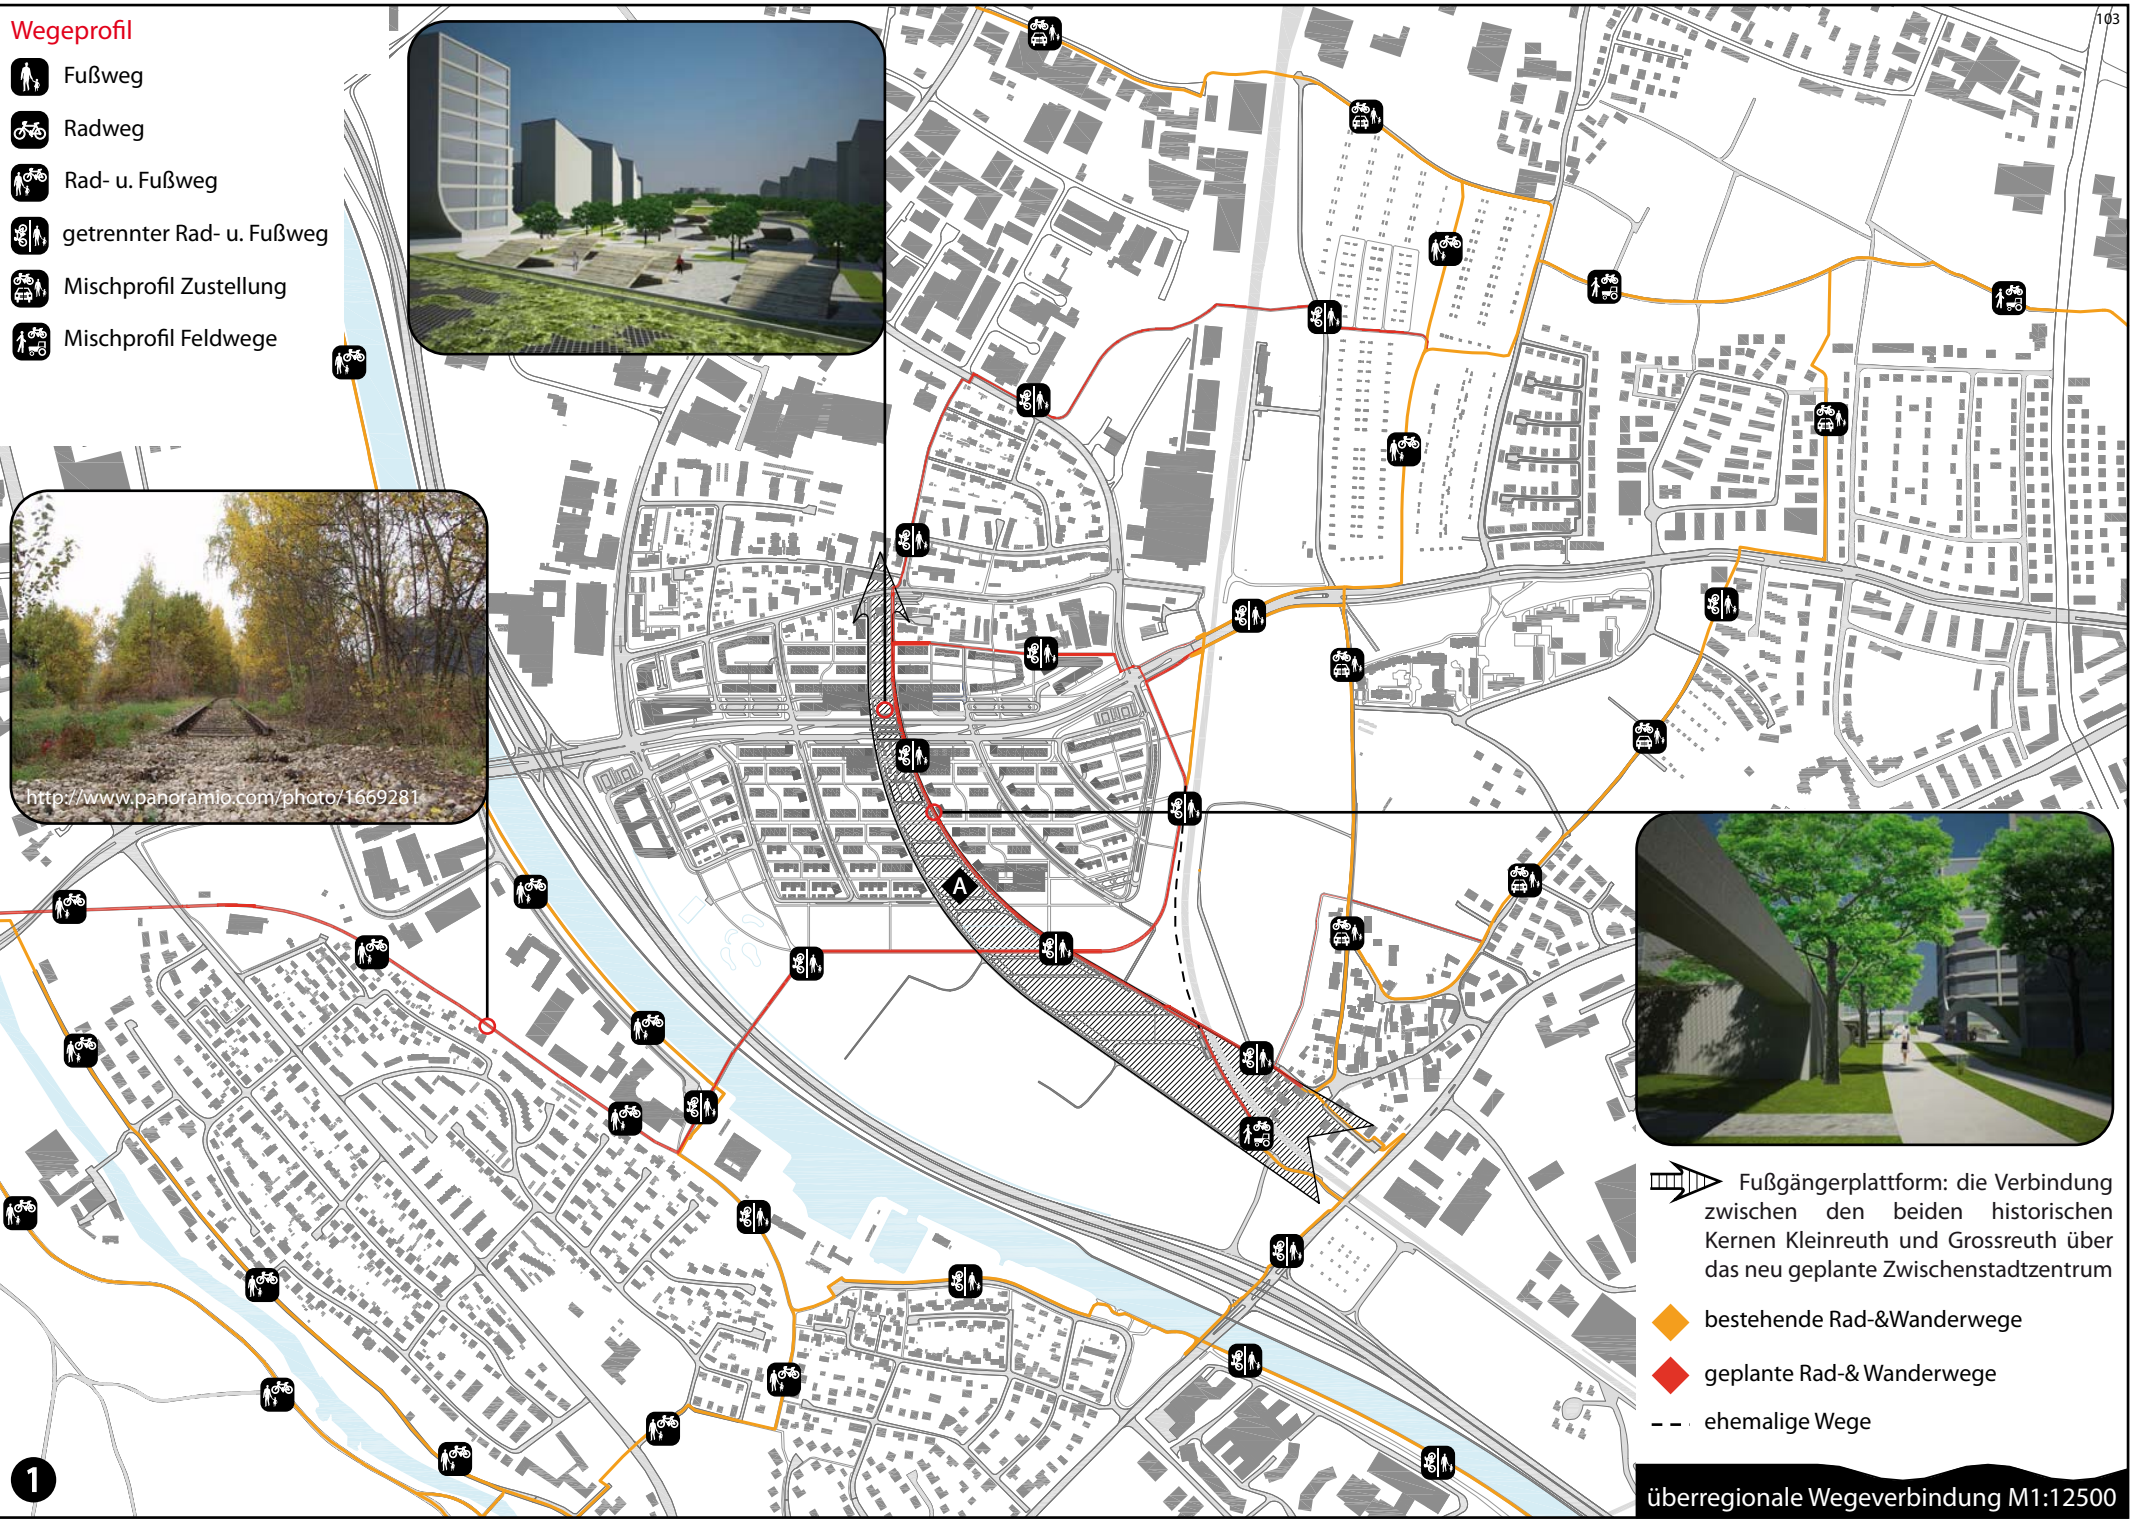 103
Wegeprofil
Fußweg
Radweg
Rad- u. Fußweg
getrennter Rad- u. Fußweg
Mischprofil Zustellung
Mischprofil Feldwege
http://www.panoramio.com/photo/1669281
A
Fußgängerplattform: die Verbindung
zwischen den beiden historischen
Kernen Kleinreuth und Grossreuth über
das neu geplante Zwischenstadtzentrum
bestehende Rad-&Wanderwege
geplante Rad-& Wanderwege
ehemalige Wege
1
überregionale Wegeverbindung M1:12500